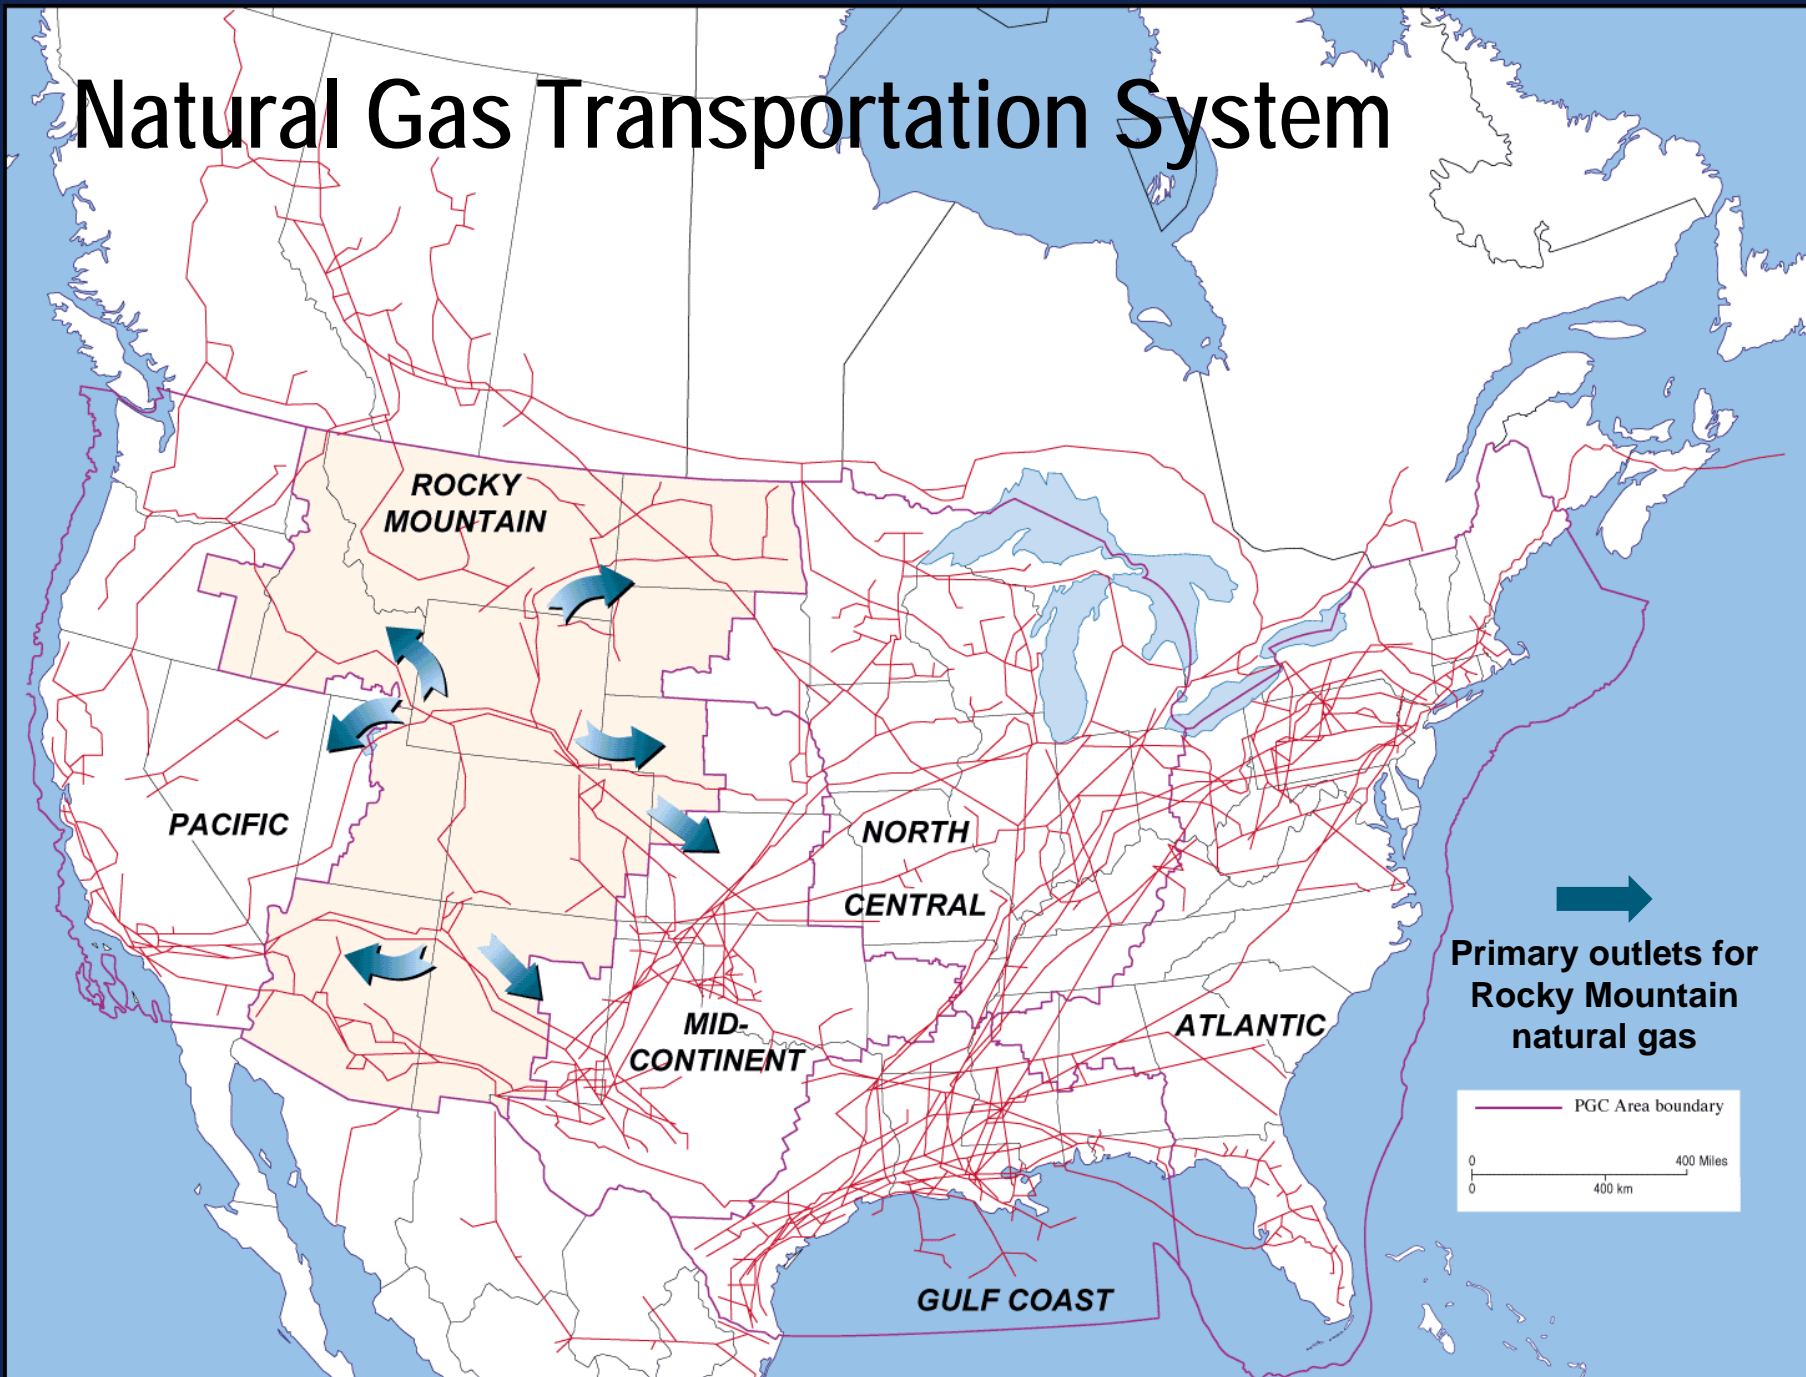 Natural Gas Transportation System
ROCKY
MOUNTAIN
PACIFIC
NORTH
CENTRAL
MID-
CONTINENT
ATLANTIC
GULF COAST
Primary outlets for
Rocky Mountain
natural gas
PGC Area boundary
0 400 Miles
0 400 km